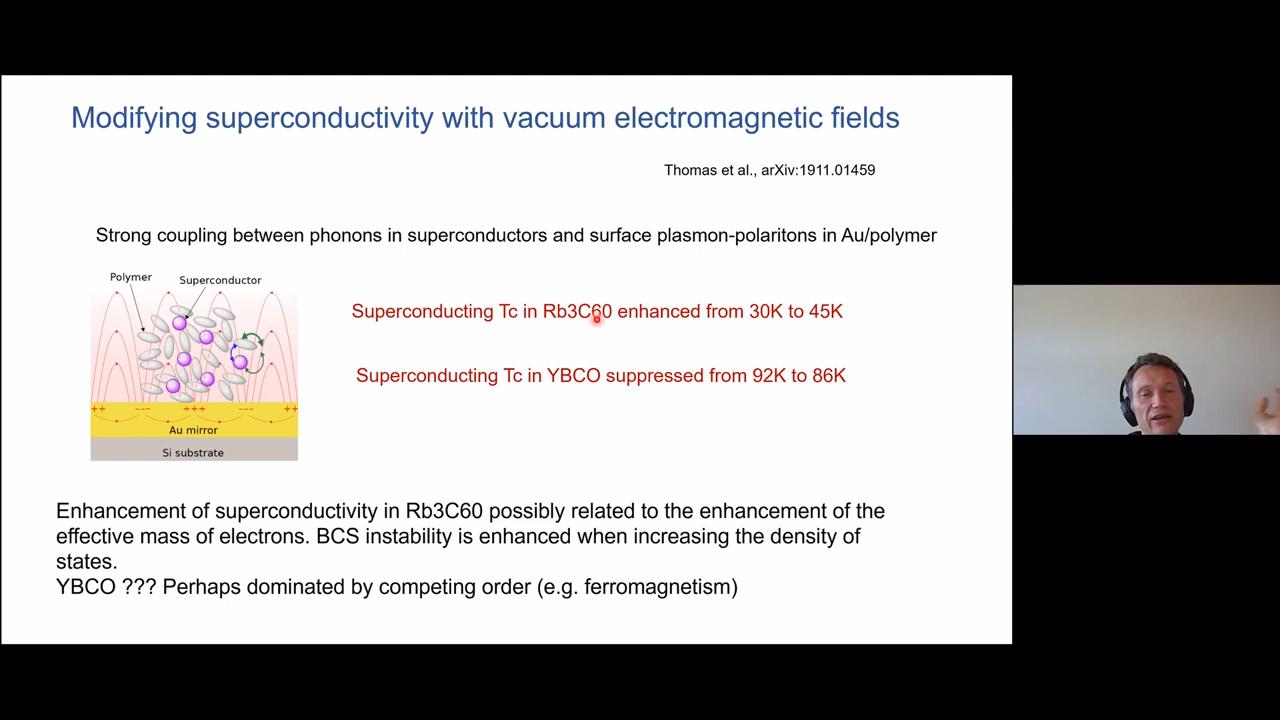 Modifying superconductivity with vacuum electromagnetic fields
Thomas et al., arXiv:1911.01459
Strong coupling between phonons in superconductors and surface plasmon-polaritons in Au/polymer
Polymer
Superconductor
Superconducting Tc in Rb3C60 enhanced from 30K to 45K
Superconducting Tc in YBCO suppressed from 92K to 86K
++ --- +++ --- ++
Au mirror
Si substrate
Enhancement of superconductivity in Rb3C60 possibly related to the enhancement of the
effective mass of electrons. BCS instability is enhanced when increasing the density of
states.
YBCO ??? Perhaps dominated by competing order (e.g. ferromagnetism)